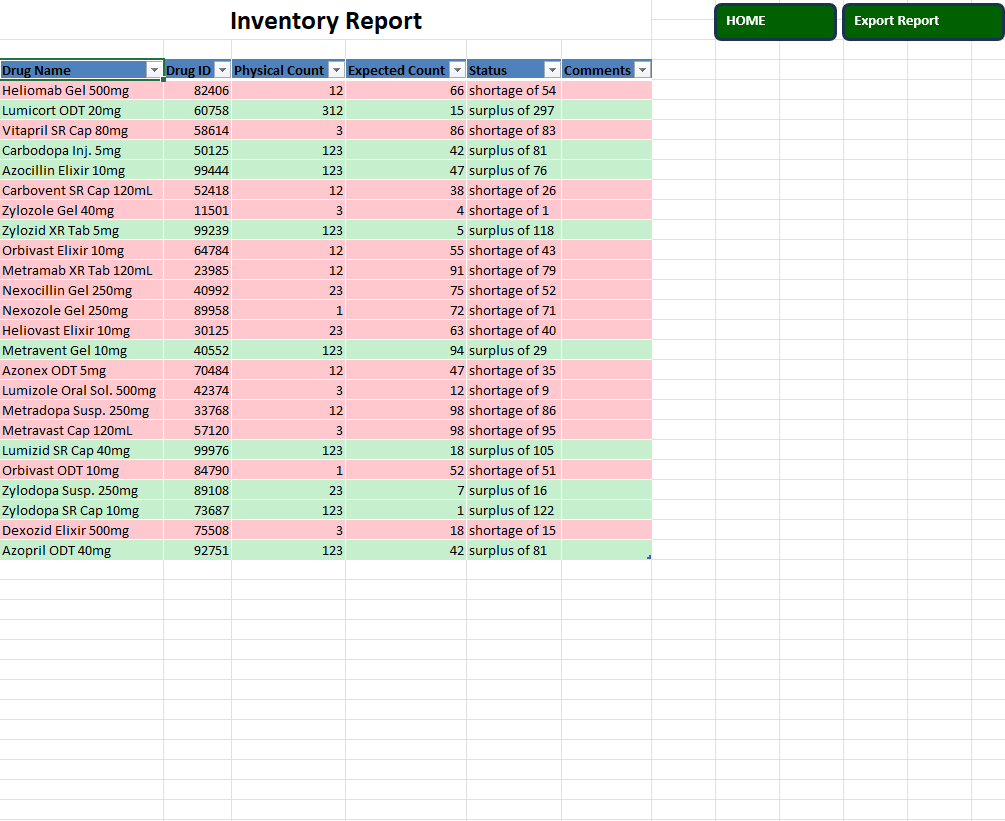 Inventory Report
HOME
Export Report
Drug Name Drug ID Physical Count Expected Count Status Comments
Heliomab Gel 500mg 82406 12 66 shortage of 54
Lumicort ODT 20mg 60758 312 15 surplus of 297
Vitapril SR Cap 80mg 58614 3 86 shortage of 83
Carbodopa Inj. 5mg 50125 123 42 surplus of 81
Azocillin Elixir 10mg 99444 123 47 surplus of 76
Carbovent SR Cap 120mL 52418 12 38 shortage of 26
Zylozole Gel 40mg 11501 3 4 shortage of 1
Zylozid XR Tab 5mg 99239 123 5 surplus of 118
Orbivast Elixir 10mg 64784 12 55 shortage of 43
Metramab XR Tab 120mL 23985 12 91 shortage of 79
Nexocillin Gel 250mg 40992 23 75 shortage of 52
Nexozole Gel 250mg 89958 1 72 shortage of 71
Heliovast Elixir 10mg 30125 23 63 shortage of 40
Metravent Gel 10mg 40552 123 94 surplus of 29
Azonex ODT 5mg 70484 12 47 shortage of 35
Lumizole Oral Sol. 500mg 42374 3 12 shortage of 9
Metradopa Susp. 250mg 33768 12 98 shortage of 86
Metravast Cap 120mL 57120 3 98 shortage of 95
Lumizid SR Cap 40mg 99976 123 18 surplus of 105
Orbivast ODT 10mg 84790 1 52 shortage of 51
Zylodopa Susp. 250mg 89108 23 7 surplus of 16
Zylodopa SR Cap 10mg 73687 123 1 surplus of 122
Dexozid Elixir 500mg 75508 3 18 shortage of 15
Azopril ODT 40mg 92751 123 42 surplus of 81